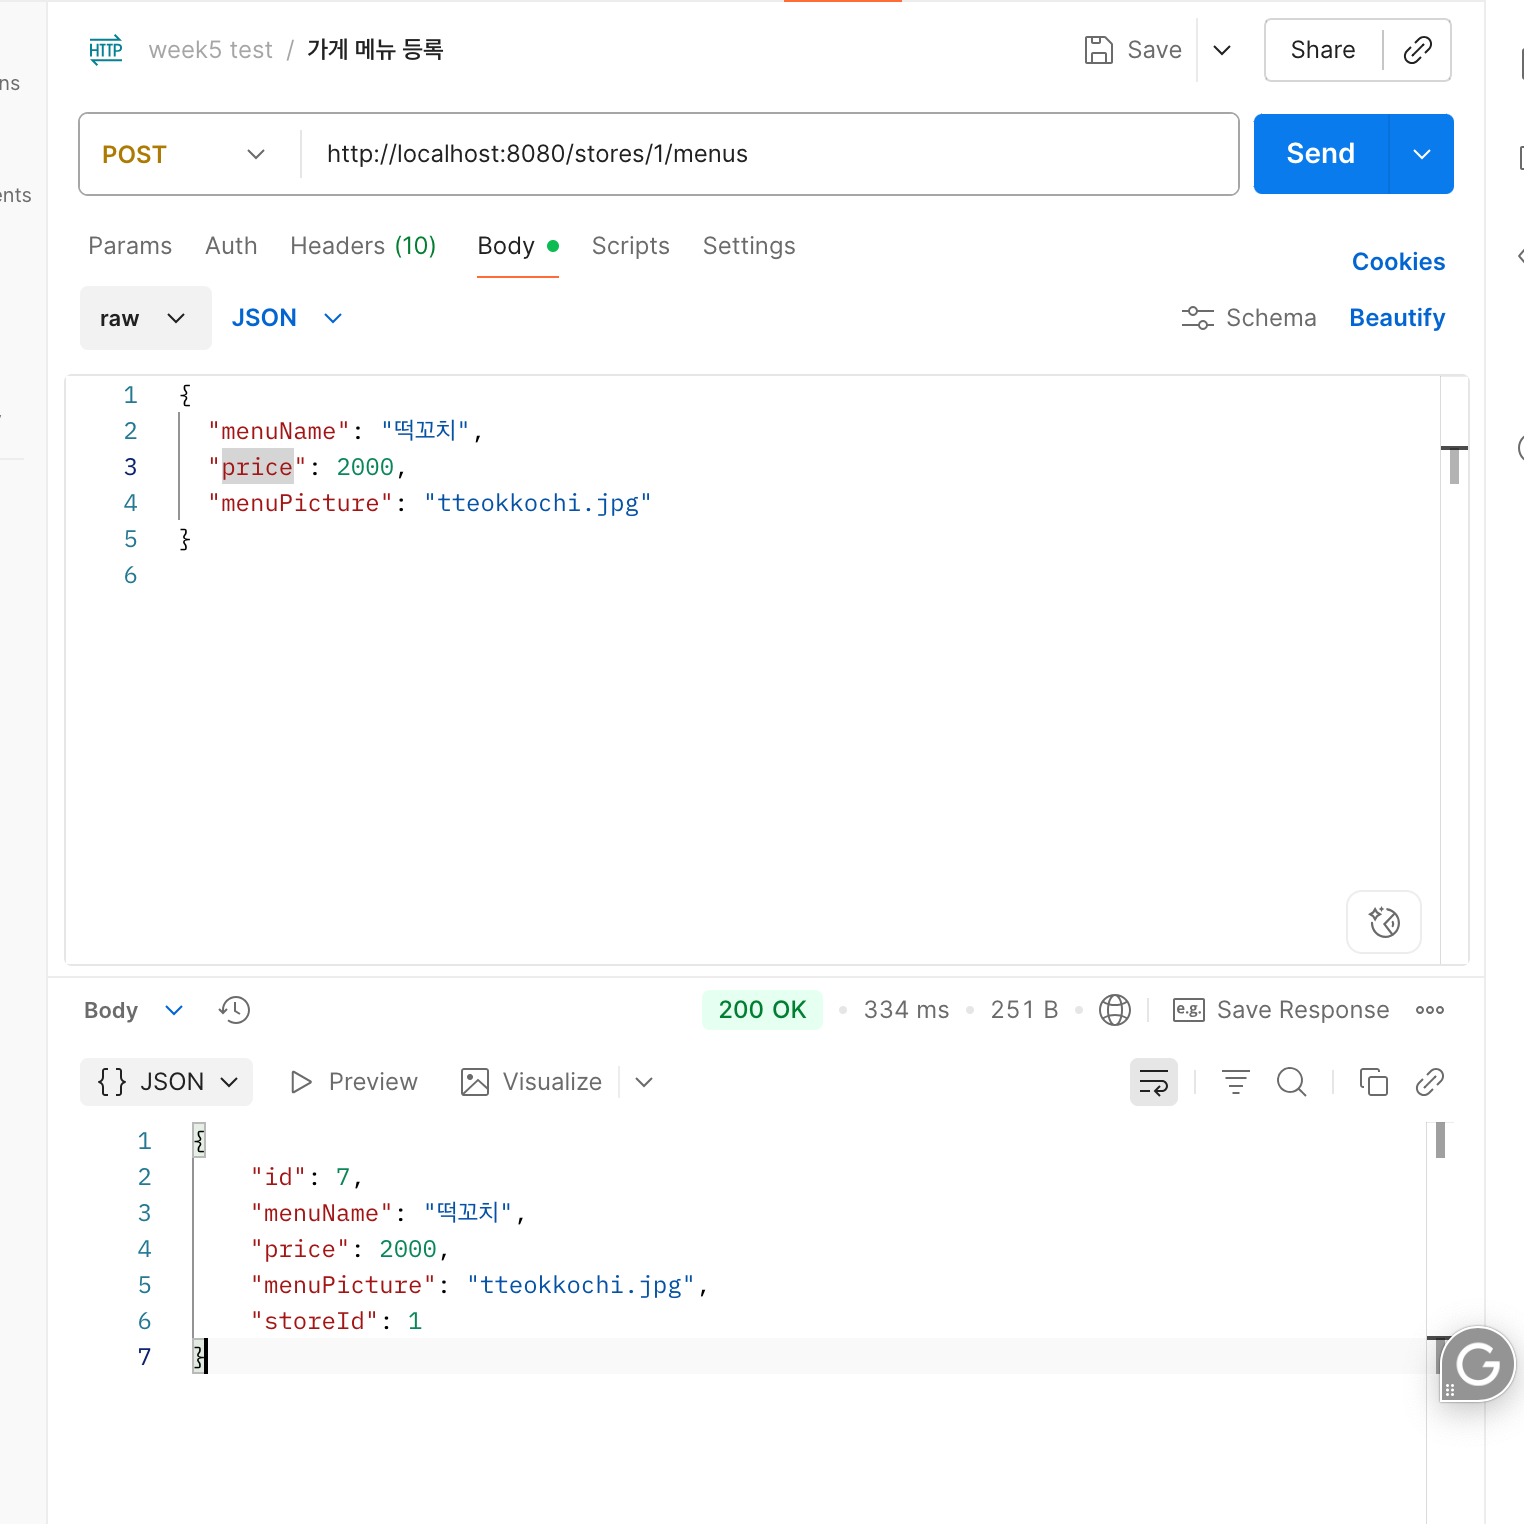 HTTP week5 test / 가게 메뉴 등록 Save Share
ns
POST http://localhost:8080/stores/1/menus Send
ents
Params Auth Headers (10) Body Scripts Settings
Cookies
raw JSON Schema Beautify
1 {
2 "menuName": "떡꼬치",
3 "price": 2000,
4 "menuPicture": "tteokkochi.jpg"
5 }
6
Body 200 OK • 334 ms • 251 B • e.g. Save Response
{} JSON Preview Visualize
1 {
2 "id": 7,
3 "menuName": "떡꼬치",
4 "price": 2000,
5 "menuPicture": "tteokkochi.jpg",
6 "storeId": 1
7 }
G